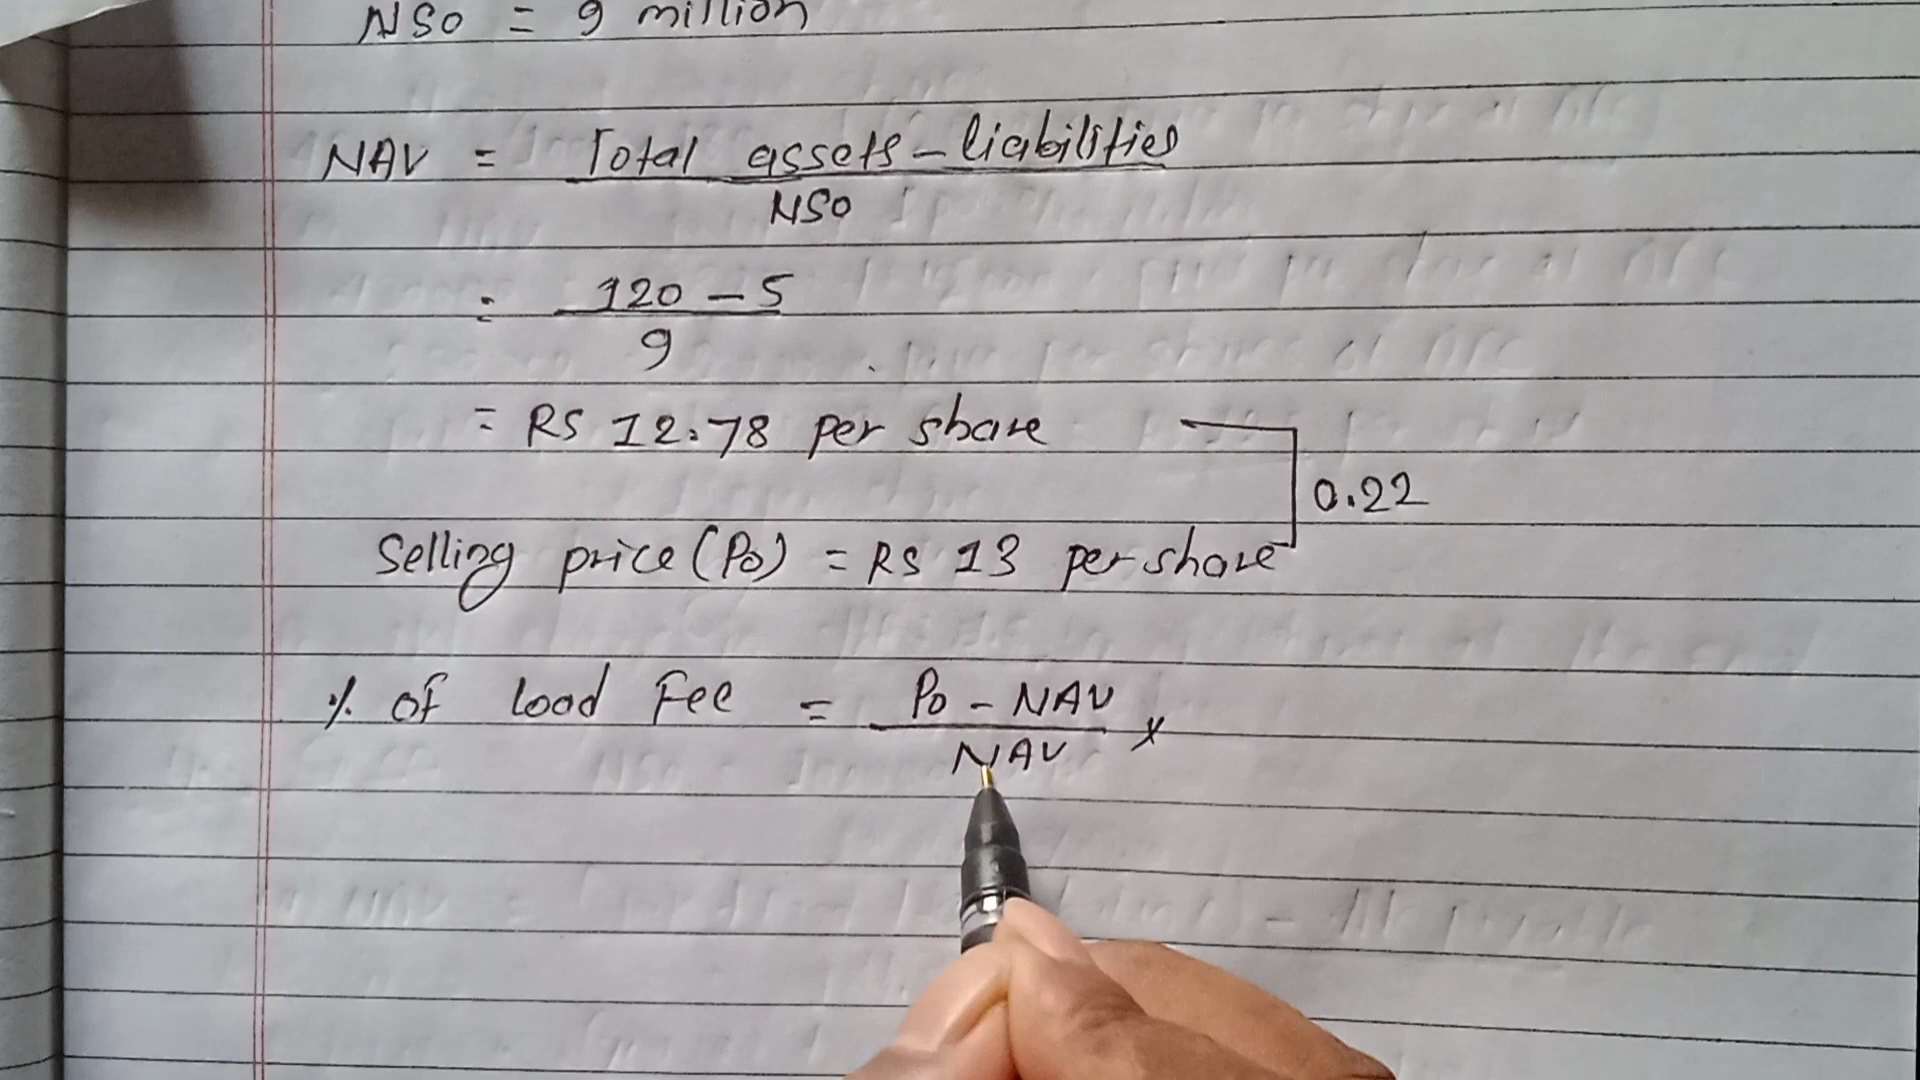 NSO = 9 million
NAV = Total assets - liabilities
NSO
= 120 - 5
9
= RS 12.78 per share
0.22
Selling price (Po) = RS 13 per share
% of Load Fee = Po - NAV ×
NAV